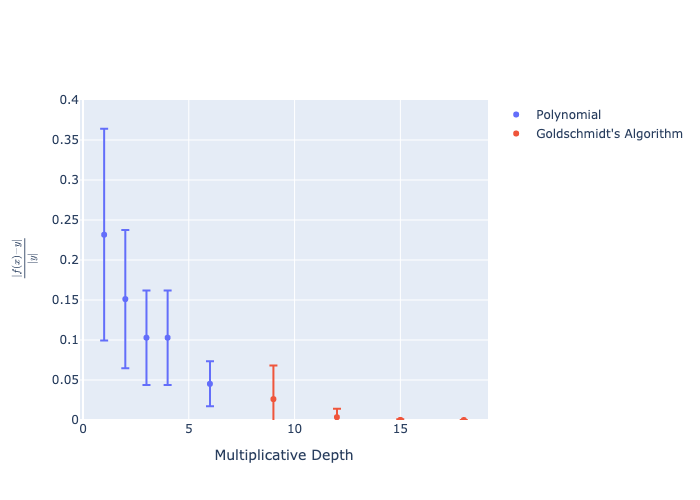 0.4
0.35
0.3
0.25
0.2
0.15
0.1
0.05
0
0
5
10
15
Multiplicative Depth
|f(x)−y|
|y|
Polynomial
Goldschmidt's Algorithm